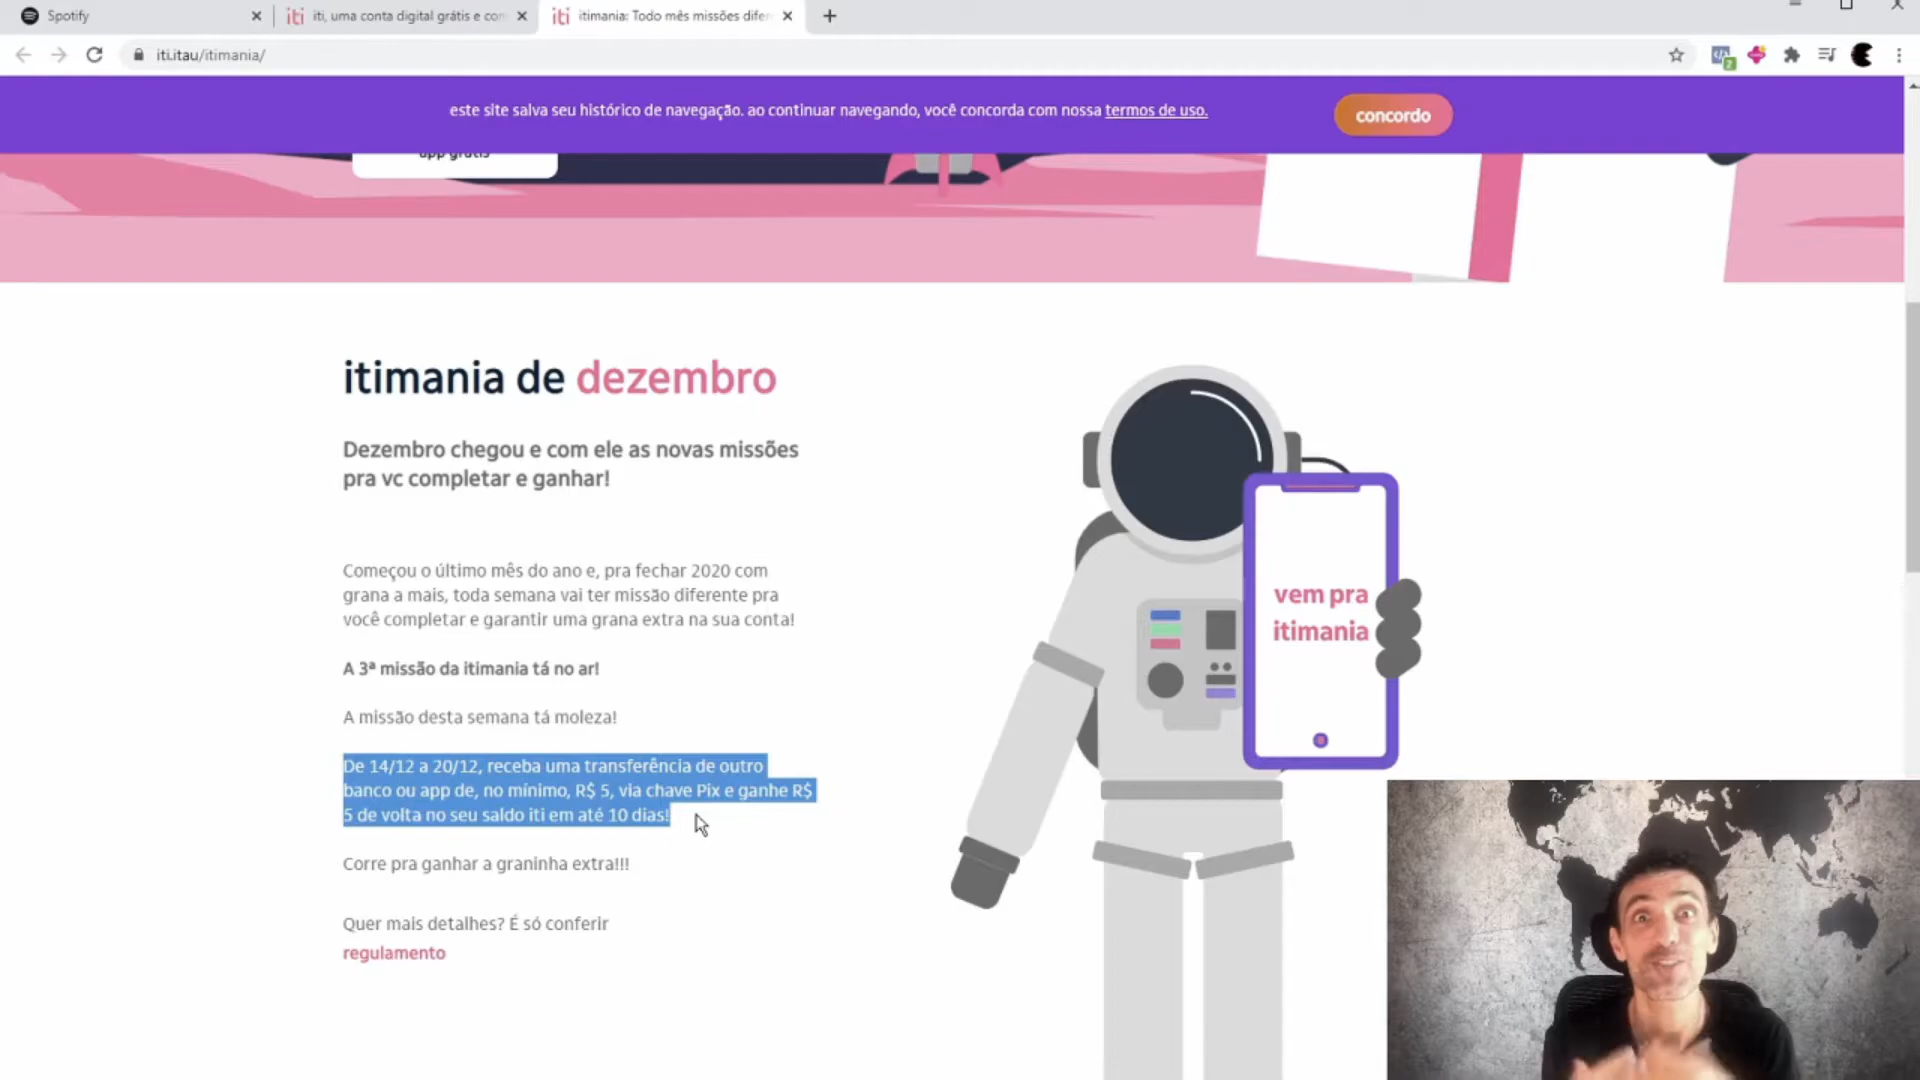 Spotify
iti, uma conta digital grátis e con
itimania: Todo mês missões difer
iti.itau/itimania/
2
este site salva seu histórico de navegação. ao continuar navegando, você concorda com nossa termos de uso.
concordo
app grátis
itimania de dezembro
Dezembro chegou e com ele as novas missões
pra vc completar e ganhar!
Começou o último mês do ano e, pra fechar 2020 com
grana a mais, toda semana vai ter missão diferente pra
você completar e garantir uma grana extra na sua conta!
A 3ª missão da itimania tá no ar!
A missão desta semana tá moleza!
De 14/12 a 20/12, receba uma transferência de outro
banco ou app de, no mínimo, R$ 5, via chave Pix e ganhe R$
5 de volta no seu saldo iti em até 10 dias!
Corre pra ganhar a graninha extra!!!
Quer mais detalhes? É só conferir
regulamento
vem pra
itimania